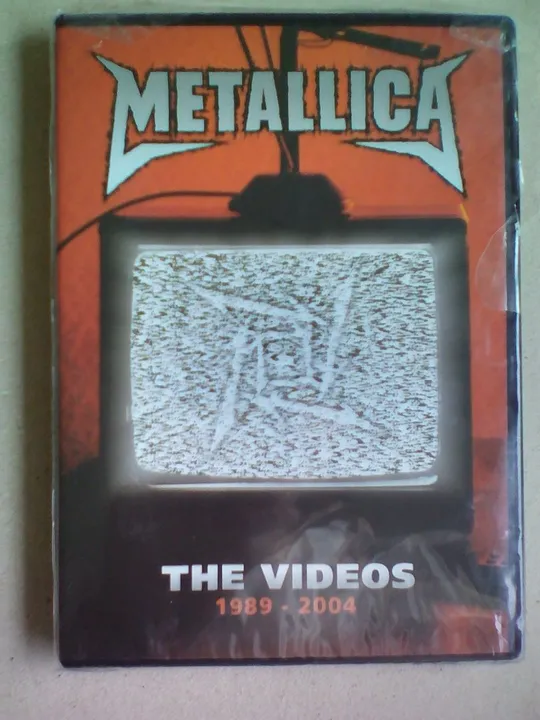 METALLICA
THE VIDEOS
1989 - 2004